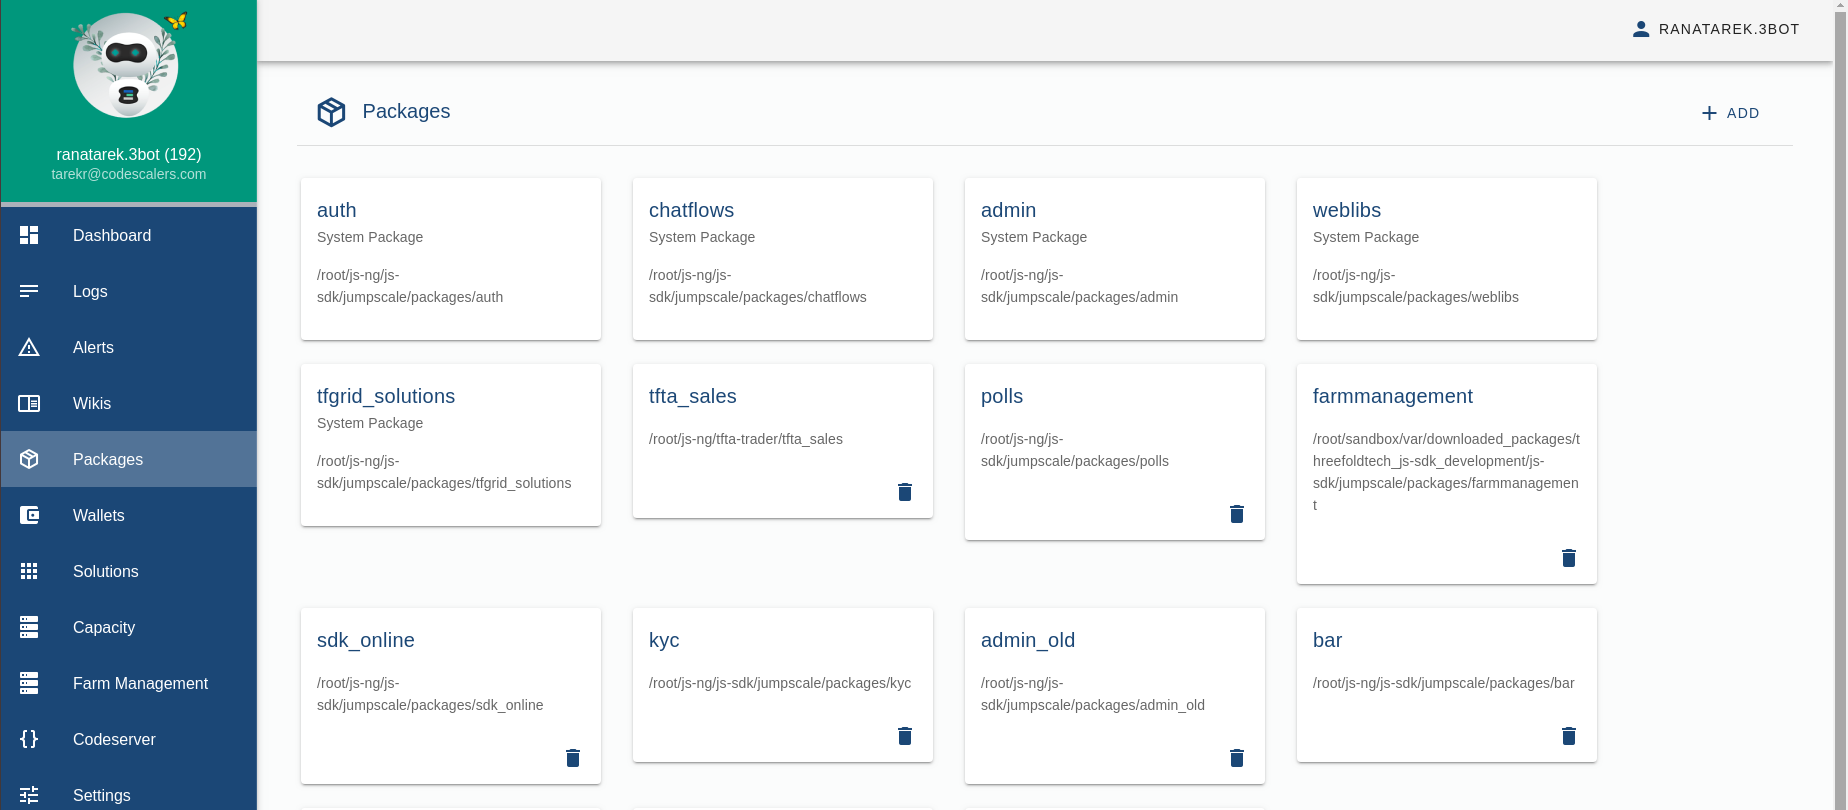 RANATAREK.3BOT
ranatarek.3bot (192)
tarekr@codescalers.com
Dashboard
Logs
Alerts
Wikis
Packages
Wallets
Solutions
Capacity
Farm Management
Codeserver
Settings
Packages
ADD
auth
System Package
/root/js-ng/js-
sdk/jumpscale/packages/auth
chatflows
System Package
/root/js-ng/js-
sdk/jumpscale/packages/chatflows
admin
System Package
/root/js-ng/js-
sdk/jumpscale/packages/admin
weblibs
System Package
/root/js-ng/js-
sdk/jumpscale/packages/weblibs
tfgrid_solutions
System Package
/root/js-ng/js-
sdk/jumpscale/packages/tfgrid_solutions
tfta_sales
/root/js-ng/tfta-trader/tfta_sales
polls
/root/js-ng/js-
sdk/jumpscale/packages/polls
farmmanagement
/root/sandbox/var/downloaded_packages/t
hreefoldtech_js-sdk_development/js-
sdk/jumpscale/packages/farmmanagemen
t
sdk_online
/root/js-ng/js-
sdk/jumpscale/packages/sdk_online
kyc
/root/js-ng/js-sdk/jumpscale/packages/kyc
admin_old
/root/js-ng/js-
sdk/jumpscale/packages/admin_old
bar
/root/js-ng/js-sdk/jumpscale/packages/bar